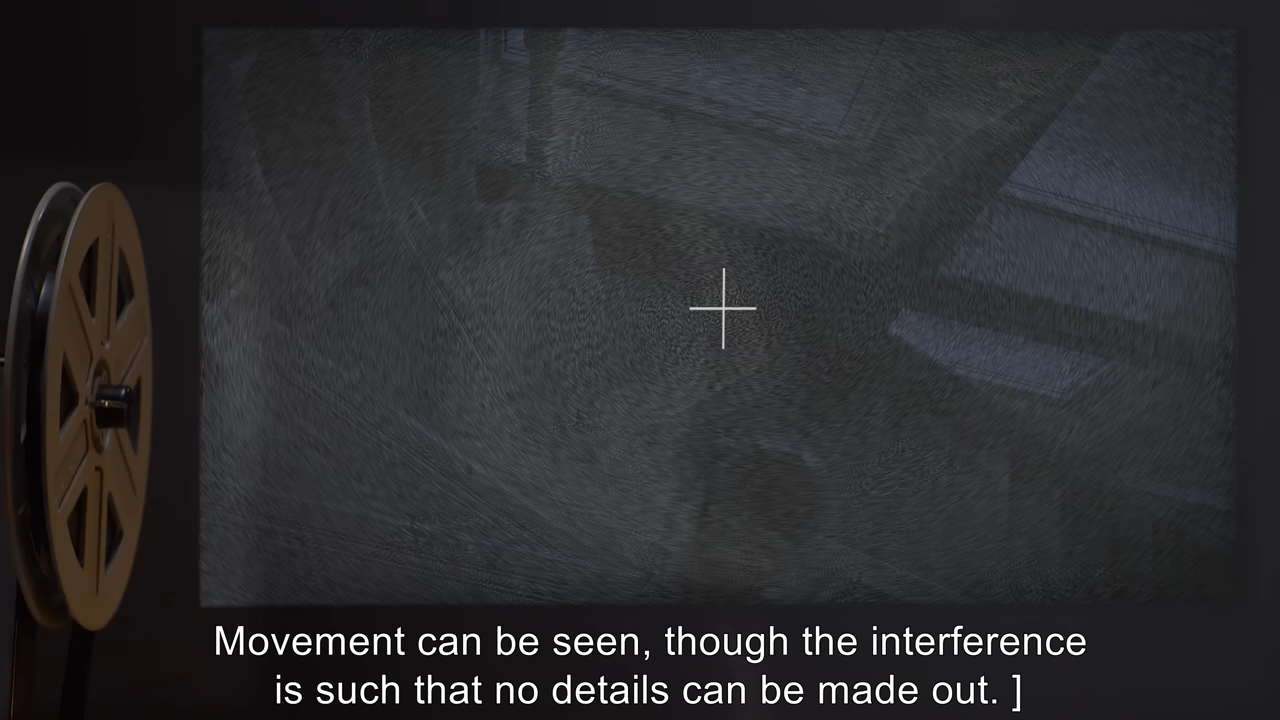 Movement can be seen, though the interference
is such that no details can be made out. ]